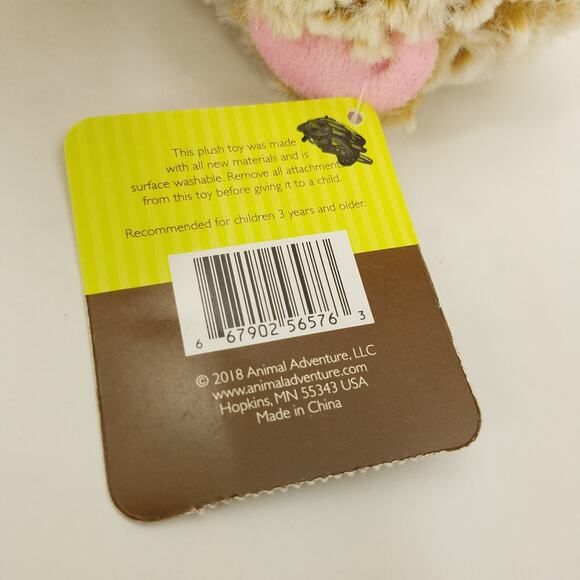 This plush toy was made
with all new materials and is
surface washable. Remove all attachment
from this toy before giving it to a child.
Recommended for children 3 years and older.
6 67902 56576 3
© 2018 Animal Adventure, LLC
www.animaladventure.com
Hopkins, MN 55343 USA
Made in China